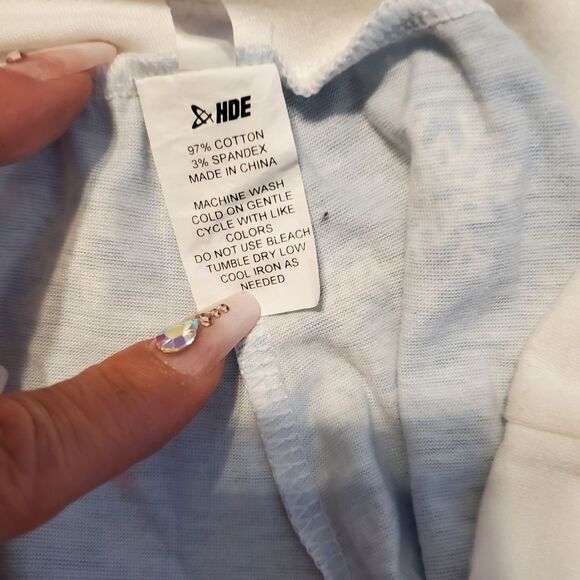 HDE
97% COTTON
3% SPANDEX
MADE IN CHINA
MACHINE WASH
COLD ON GENTLE
CYCLE WITH LIKE
COLORS
DO NOT USE BLEACH
TUMBLE DRY LOW
COOL IRON AS
NEEDED